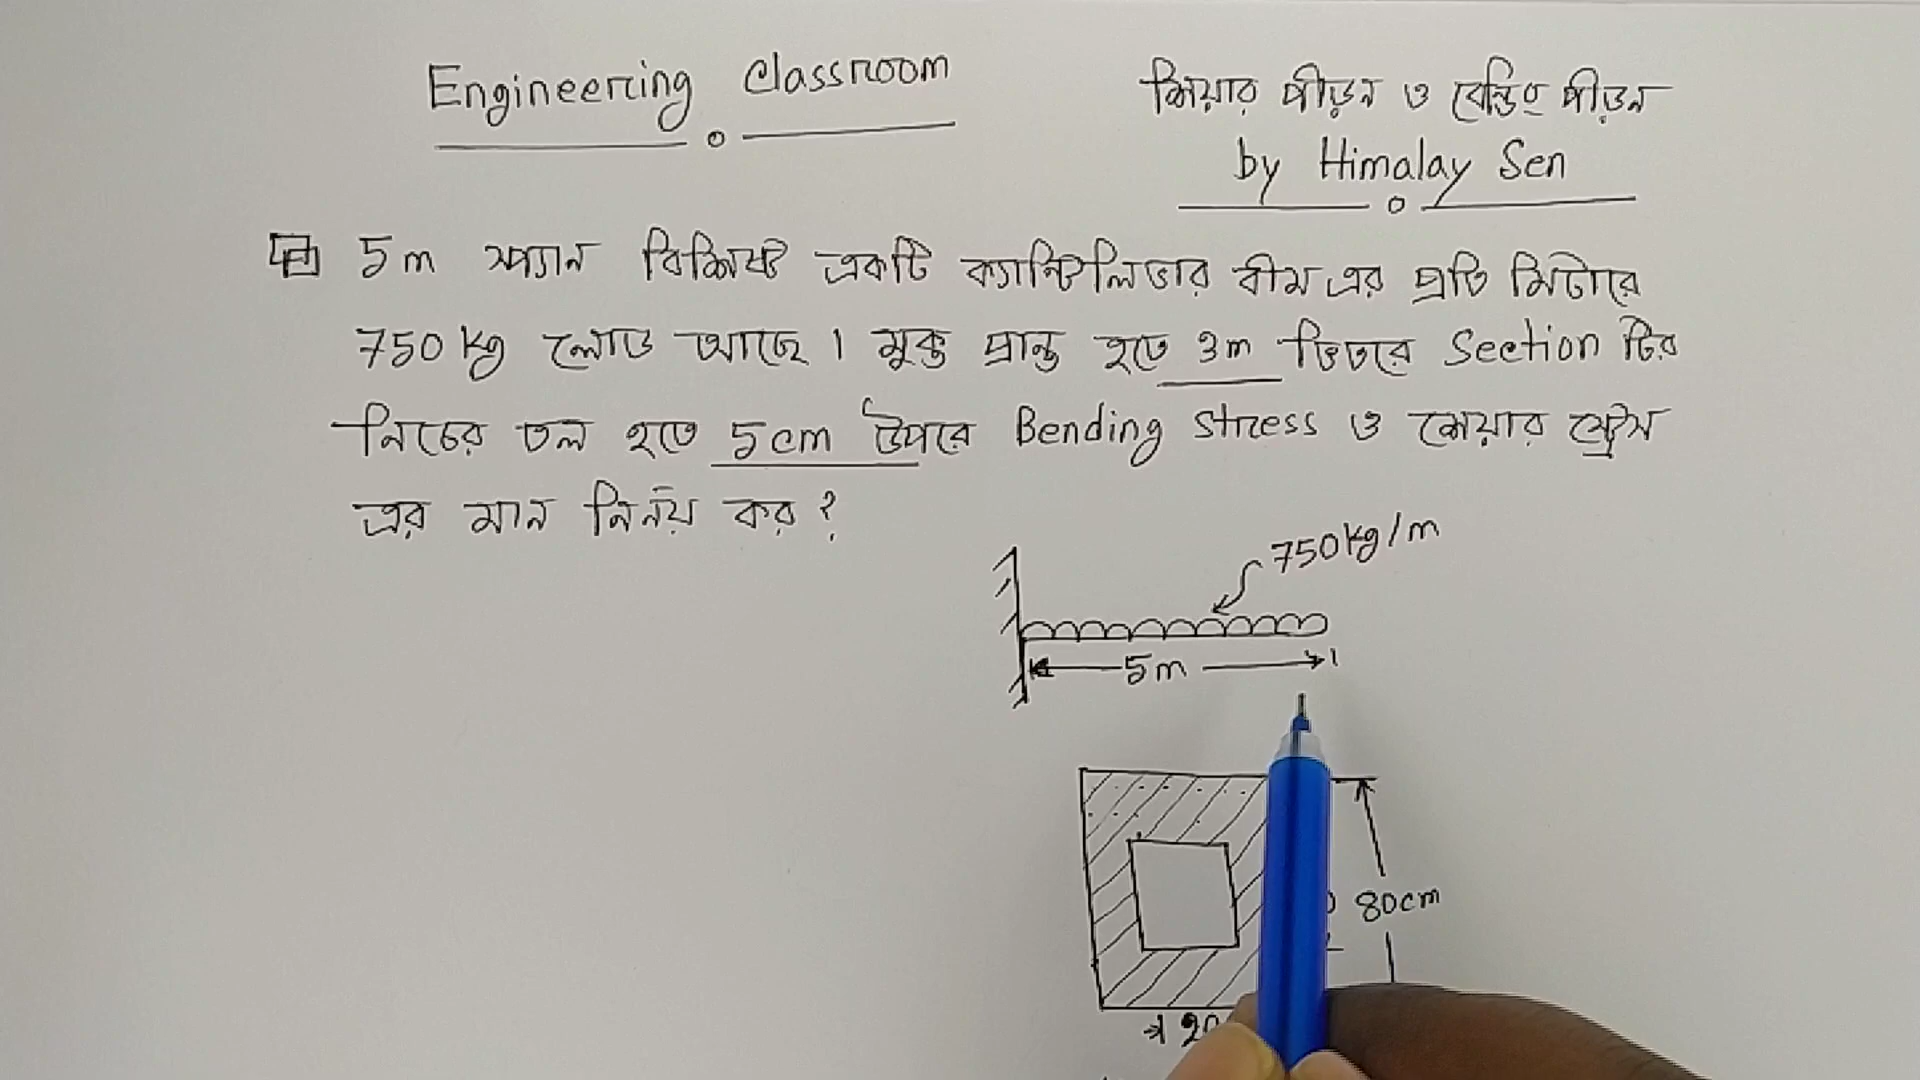 Engineering Classroom
শিয়ার পীড়ন ও বেন্ডিং পীড়ন
by Himalay Sen
5m স্প্যান বিশিষ্ট একটি ক্যান্টিলিভার বীম এর প্রতি মিটারে
750 kg লোড আছে। মুক্ত প্রান্ত হতে 3m ভিতরে Section টির
নিচের তল হতে 5cm উপরে Bending stress ও শেয়ার স্ট্রেস
এর মান নির্নয় কর?
750kg/m
5m
80cm